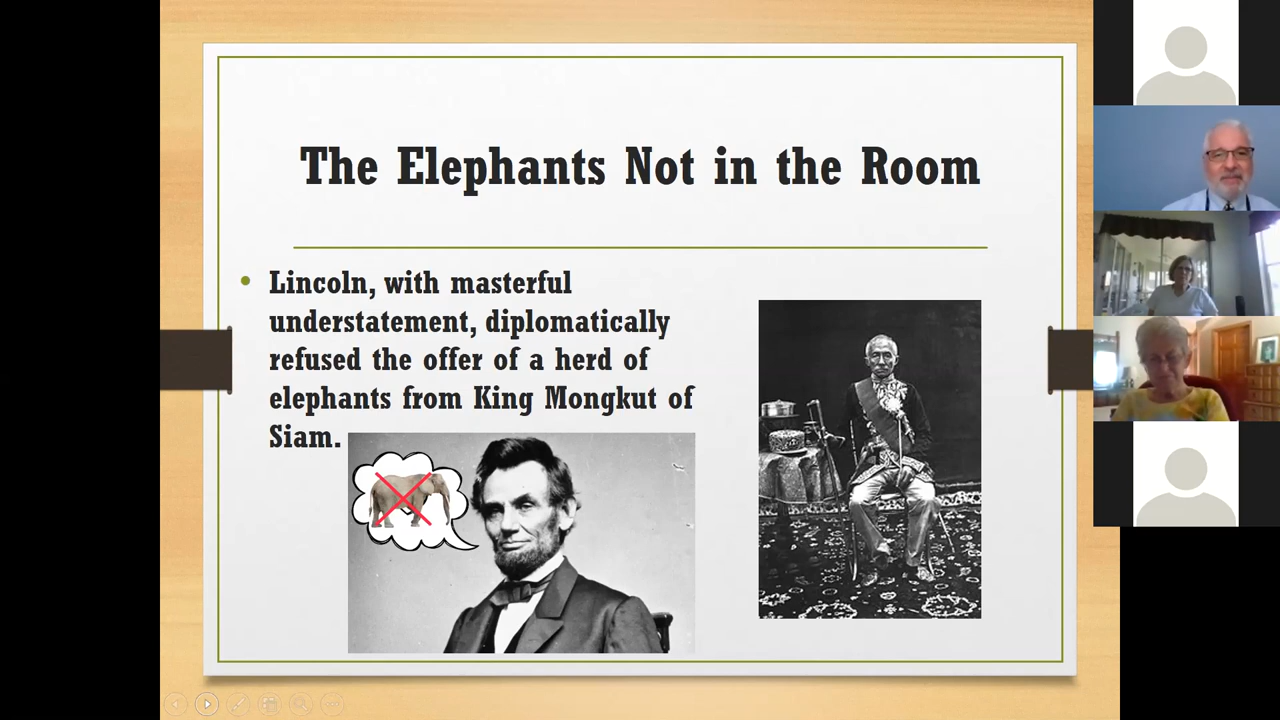 The Elephants Not in the Room
• Lincoln, with masterful
understatement, diplomatically
refused the offer of a herd of
elephants from King Mongkut of
Siam.